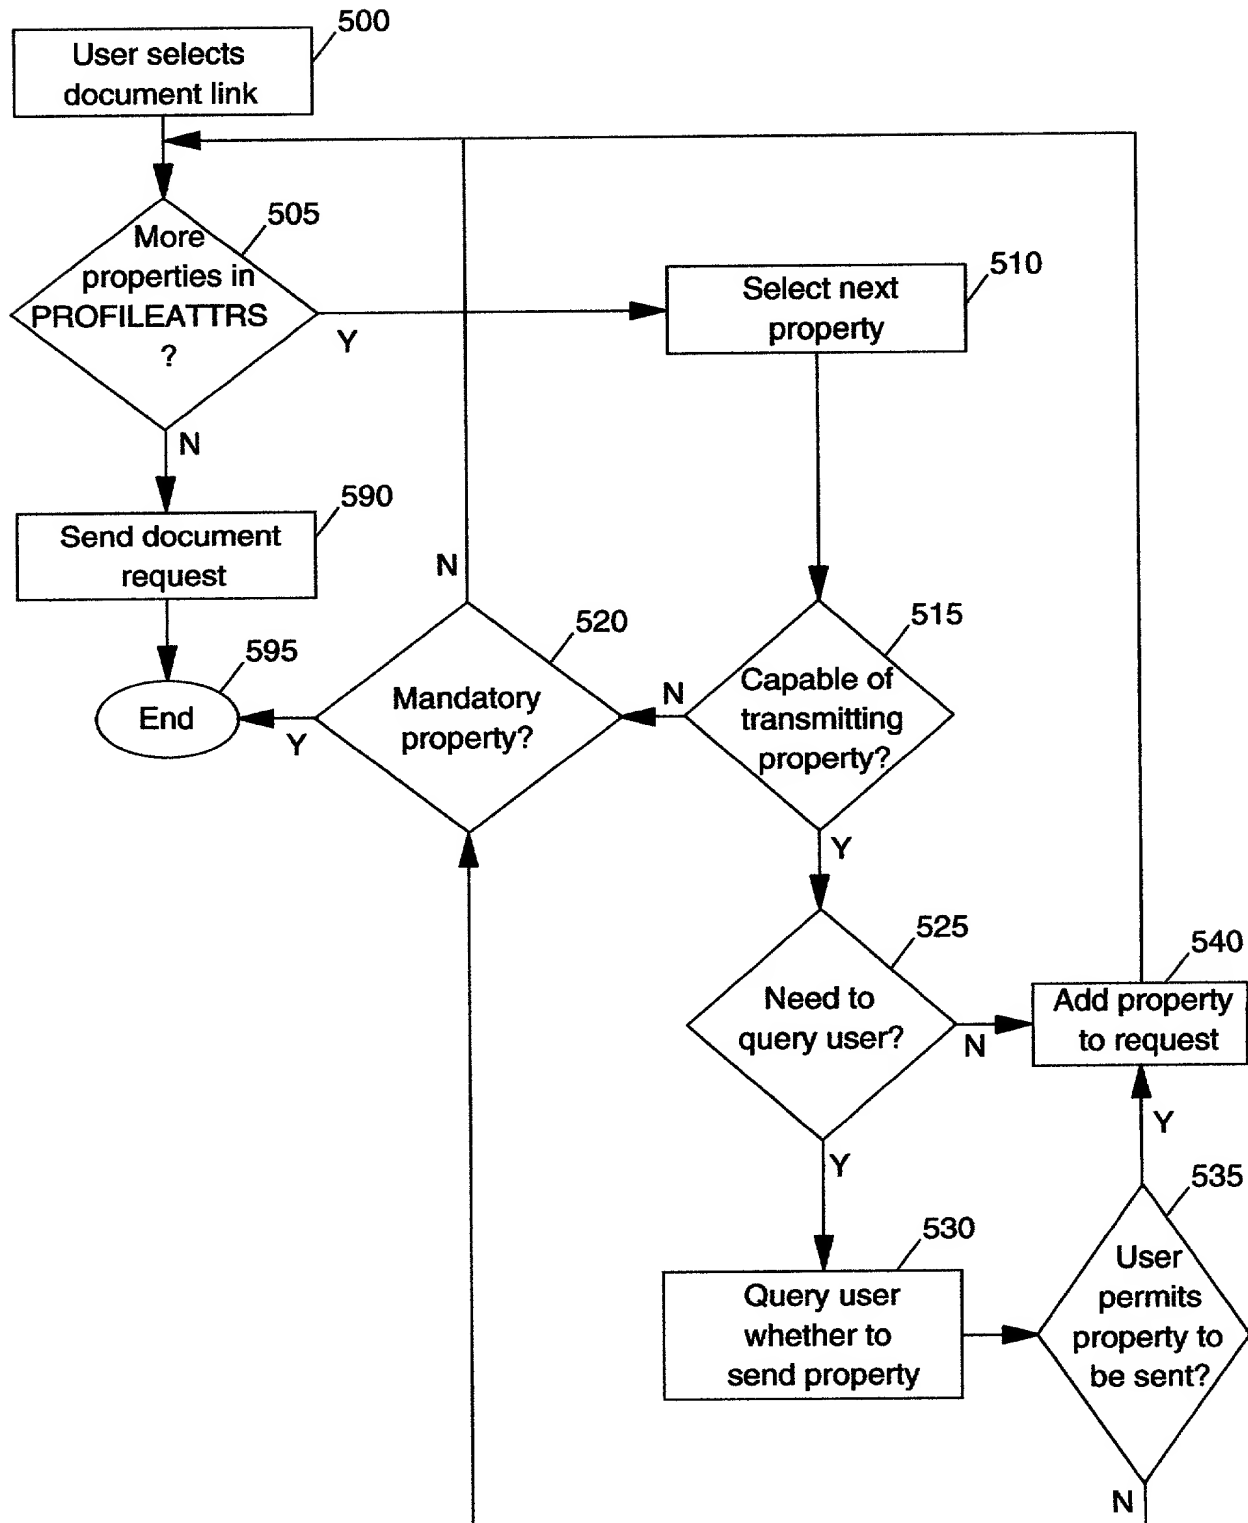 500
User selects
document link
505
More
properties in
PROFILEATTRS
?
Y
N
510
Select next
property
590
Send document
request
595
End
N
520
Mandatory
property?
Y
N
515
Capable of
transmitting
property?
Y
525
Need to
query user?
N
540
Add property
to request
Y
Y
530
Query user
whether to
send property
535
User
permits
property to
be sent?
N